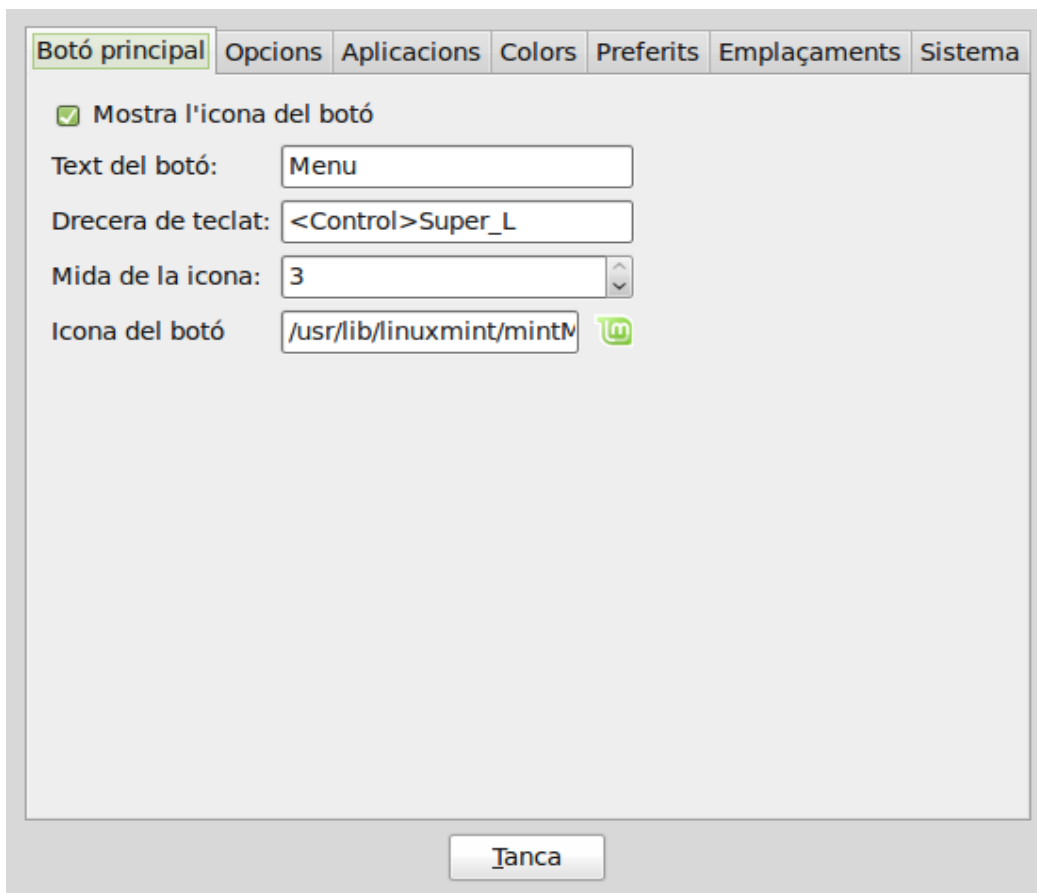 Botó principal Opcions Aplicacions Colors Preferits Emplaçaments Sistema
Mostra l'icona del botó
Text del botó: Menu
Drecera de teclat: <Control>Super_L
Mida de la icona: 3
Icona del botó /usr/lib/linuxmint/mintM
Tanca